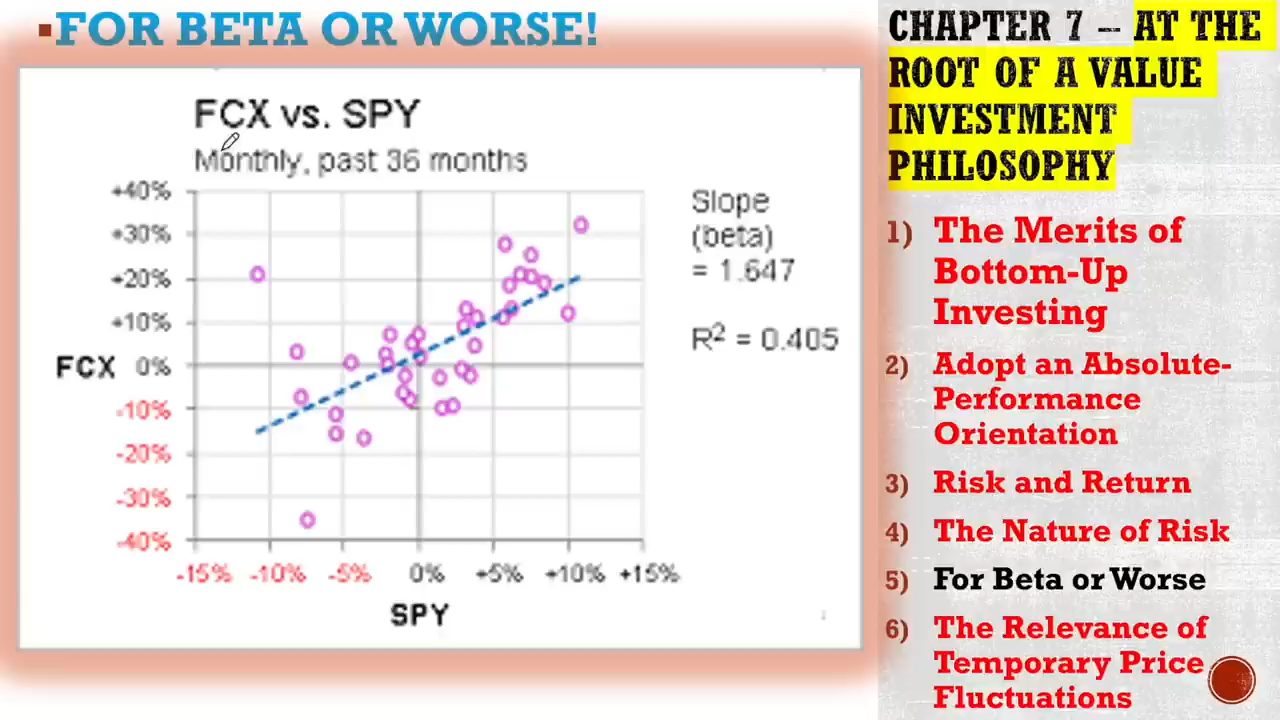 FOR BETA OR WORSE!
FCX vs. SPY
Monthly, past 36 months
+40%
+30%
+20%
+10%
0%
-10%
-20%
-30%
-40%
FCX
-15% -10% -5% 0% +5% +10% +15%
SPY
Slope
(beta)
= 1.647
R² = 0.405
CHAPTER 7 – AT THE
ROOT OF A VALUE
INVESTMENT
PHILOSOPHY
1) The Merits of
Bottom-Up
Investing
2) Adopt an Absolute-
Performance
Orientation
3) Risk and Return
4) The Nature of Risk
5) For Beta or Worse
6) The Relevance of
Temporary Price
Fluctuations